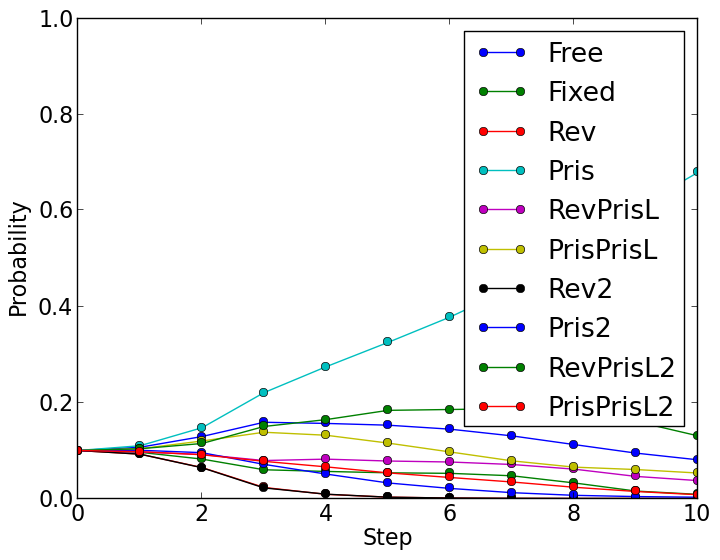 1.0
0.8
0.6
0.4
0.2
0.0
Probability
0 2 4 6 8 10
Step
Free
Fixed
Rev
Pris
RevPrisL
PrisPrisL
Rev2
Pris2
RevPrisL2
PrisPrisL2